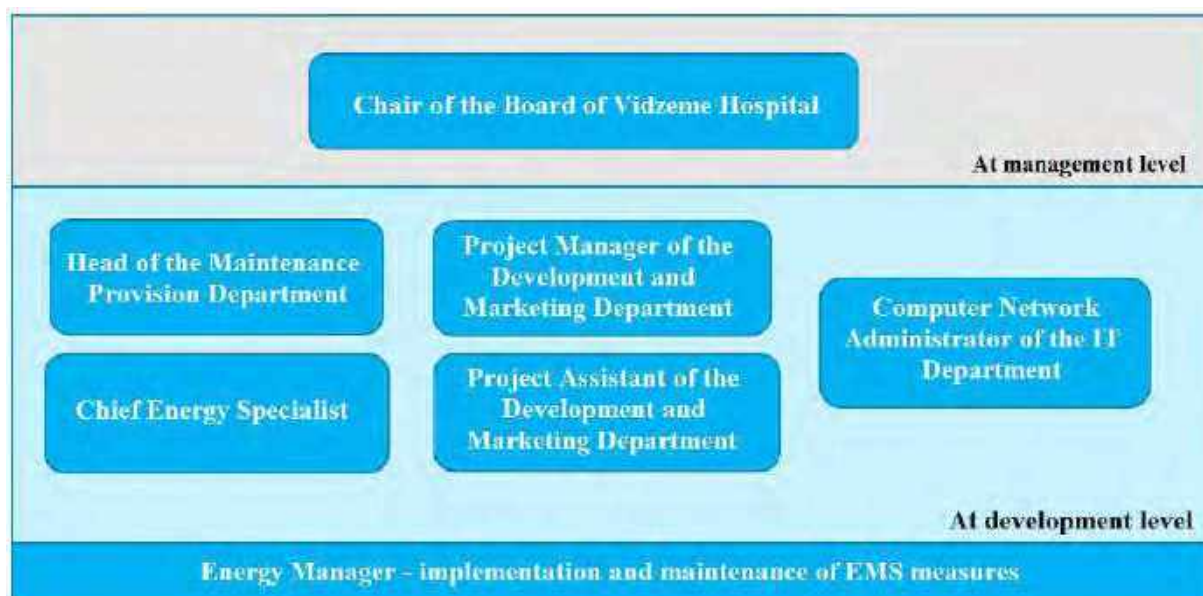 Chair of the Board of Vidzeme Hospital
At management level
Head of the Maintenance
Provision Department
Project Manager of the
Development and
Marketing Department
Computer Network
Administrator of the IT
Department
Chief Energy Specialist
Project Assistant of the
Development and
Marketing Department
At development level
Energy Manager - implementation and maintenance of EMS measures